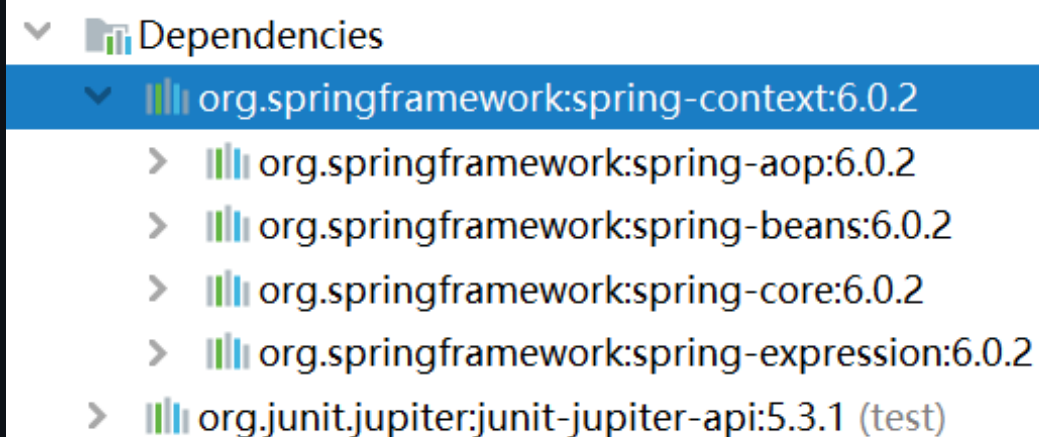 Dependencies
org.springframework:spring-context:6.0.2
org.springframework:spring-aop:6.0.2
org.springframework:spring-beans:6.0.2
org.springframework:spring-core:6.0.2
org.springframework:spring-expression:6.0.2
org.junit.jupiter:junit-jupiter-api:5.3.1 (test)